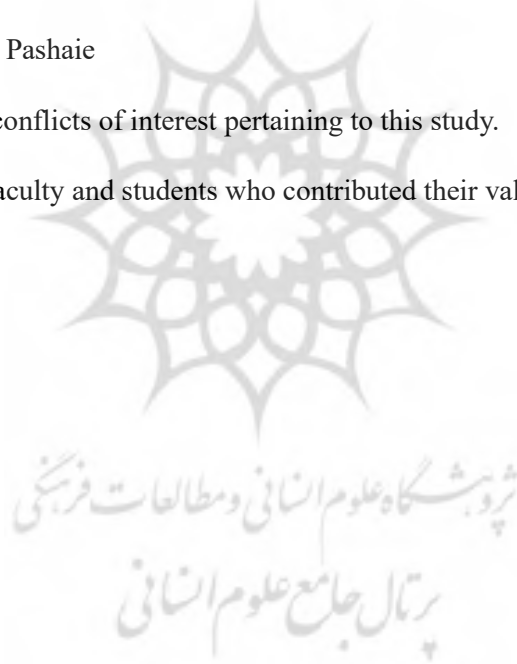 Pashaie
conflicts of interest pertaining to this study.
aculty and students who contributed their val
پژوهشگاه علوم انسانی و مطالعات فرهنگی
پرتال جامع علوم انسانی